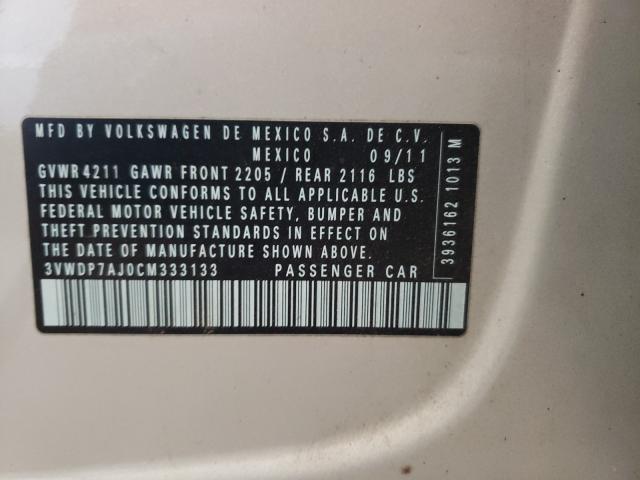 MFD BY VOLKSWAGEN DE MEXICO S.A. DE C.V.
MEXICO 09/11
GVWR 4211 GAWR FRONT 2205 / REAR 2116 LBS
THIS VEHICLE CONFORMS TO ALL APPLICABLE U.S.
FEDERAL MOTOR VEHICLE SAFETY, BUMPER AND
THEFT PREVENTION STANDARDS IN EFFECT ON
THE DATE OF MANUFACTURE SHOWN ABOVE.
3VWDP7AJ0CM333133 PASSENGER CAR
3936162 1013 M